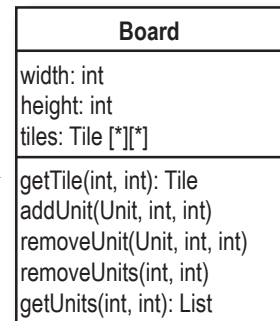 Board
width: int
height: int
tiles: Tile [*][*]
getTile(int, int): Tile
addUnit(Unit, int, int)
removeUnit(Unit, int, int)
removeUnits(int, int)
getUnits(int, int): List